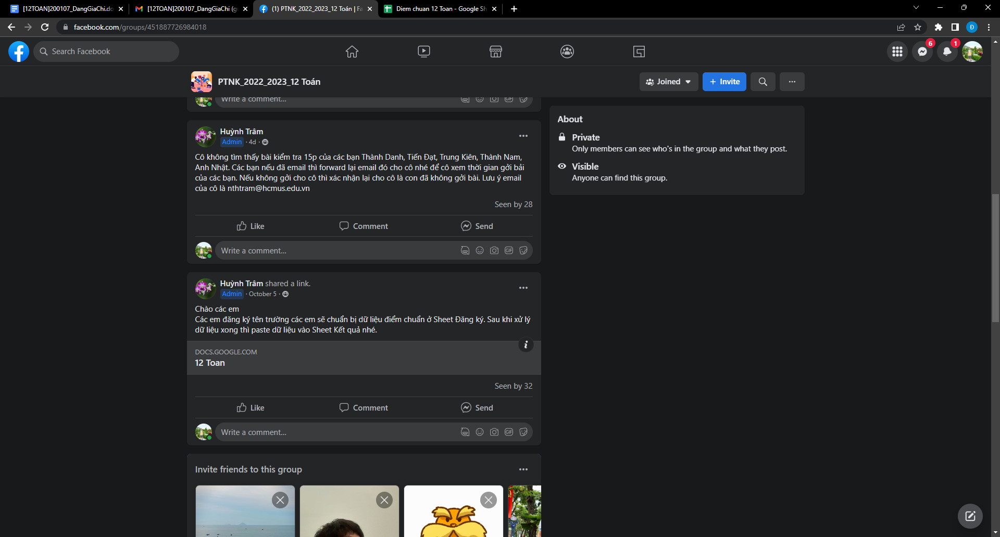 [12TOAN]200107_DangGiaChi.do
[12TOAN]200107_DangGiaChi (g
(1) PTNK_2022_2023_12 Toán | Fa
Diem chuan 12 Toan - Google Sh
facebook.com/groups/451887726984018
Đ
Search Facebook
6
1
PTNK_2022_2023_12 Toán
Joined
+ Invite
Write a comment...
GIF
Huỳnh Trâm
Admin · 4d ·
Cô không tìm thấy bài kiểm tra 15p của các bạn Thành Danh, Tiến Đạt, Trung Kiên, Thành Nam,
Anh Nhật. Các bạn nếu đã email thì forward lại email đó cho cô nhé để cô xem thời gian gởi bải
của các bạn. Nếu không gởi cho cô thì xác nhận lại cho cô là con đã không gởi bài. Lưu ý email
của cô là nthtram@hcmus.edu.vn
Seen by 28
Like
Comment
Send
Write a comment...
GIF
Huỳnh Trâm shared a link.
Admin · October 5 ·
Chào các em
Các em đăng ký tên trường các em sẽ chuẩn bị dữ liệu điểm chuẩn ở Sheet Đăng ký. Sau khi xử lý
dữ liệu xong thì paste dữ liệu vào Sheet Kết quả nhé.
DOCS.GOOGLE.COM
12 Toan
Seen by 32
Like
Comment
Send
Write a comment...
GIF
Invite friends to this group
About
Private
Only members can see who's in the group and what they post.
Visible
Anyone can find this group.